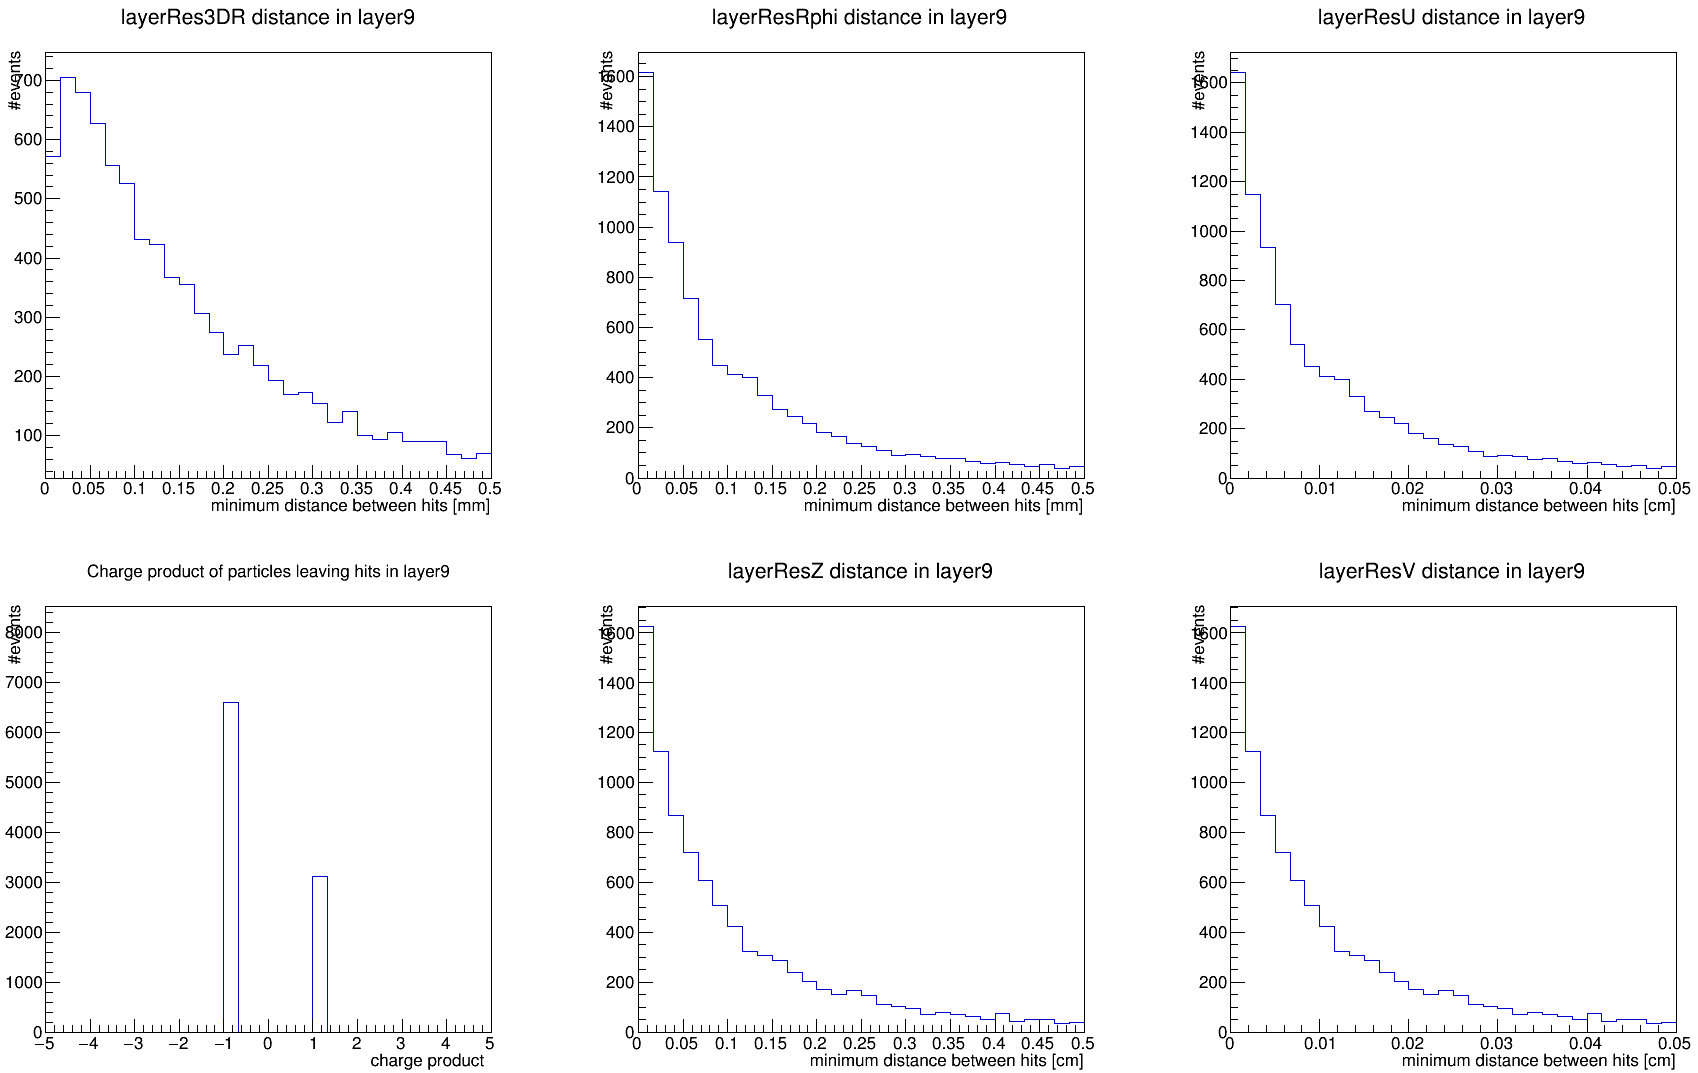 layerRes3DR distance in layer9
#events
700
600
500
400
300
200
100
0 0.05 0.1 0.15 0.2 0.25 0.3 0.35 0.4 0.45 0.5
minimum distance between hits [mm]
layerResRphi distance in layer9
#events
1600
1400
1200
1000
800
600
400
200
0
0 0.05 0.1 0.15 0.2 0.25 0.3 0.35 0.4 0.45 0.5
minimum distance between hits [mm]
layerResU distance in layer9
#events
1600
1400
1200
1000
800
600
400
200
0
0 0.01 0.02 0.03 0.04 0.05
minimum distance between hits [cm]
Charge product of particles leaving hits in layer9
#events
8000
7000
6000
5000
4000
3000
2000
1000
0
−5 −4 −3 −2 −1 0 1 2 3 4 5
charge product
layerResZ distance in layer9
#events
1600
1400
1200
1000
800
600
400
200
0
0 0.05 0.1 0.15 0.2 0.25 0.3 0.35 0.4 0.45 0.5
minimum distance between hits [cm]
layerResV distance in layer9
#events
1600
1400
1200
1000
800
600
400
200
0
0 0.01 0.02 0.03 0.04 0.05
minimum distance between hits [cm]